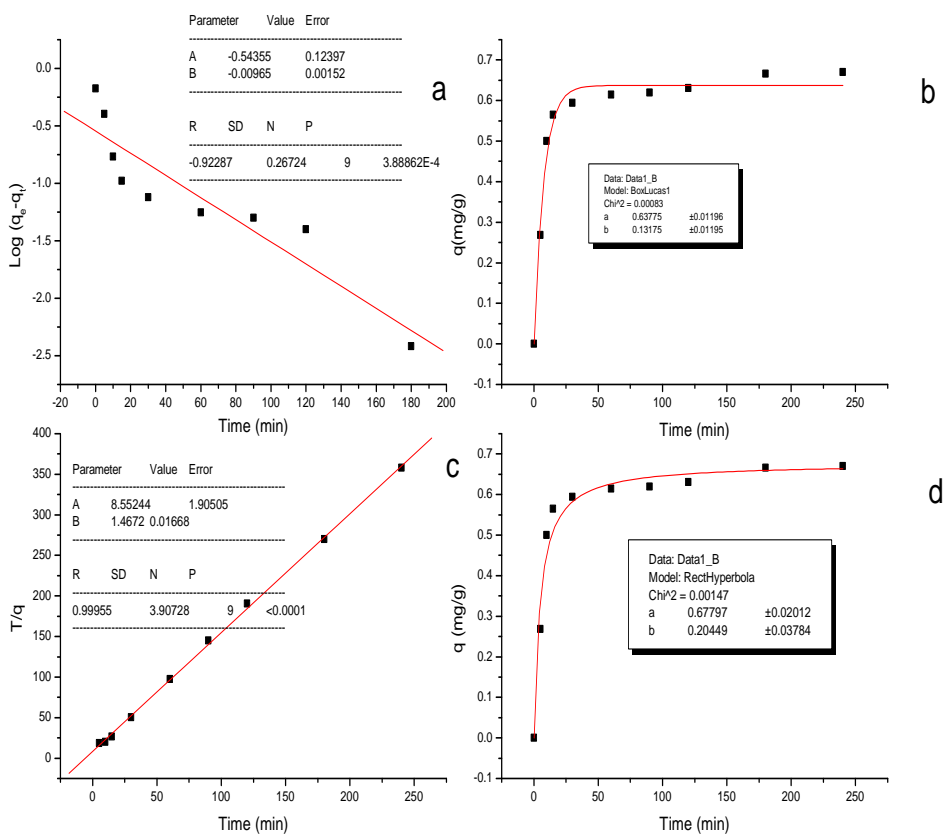 Parameter Value Error
A -0.54355 0.12397
B -0.00965 0.00152
R SD N P
-0.92287 0.26724 9 3.88862E-4
a
0.0
-0.5
-1.0
-1.5
-2.0
-2.5
Log (qe-qt)
-20 0 20 40 60 80 100 120 140 160 180 200
Time (min)
b
0.8
0.7
0.6
0.5
0.4
0.3
0.2
0.1
0.0
-0.1
q(mg/g)
Data: Data1_B
Model: BoxLucas1
Chi^2 = 0.00083
a 0.63775 ±0.01196
b 0.13175 ±0.01195
0 50 100 150 200 250
Time (min)
c
400
350
300
250
200
150
100
50
0
T/q
Parameter Value Error
A 8.55244 1.90505
B 1.4672 0.01668
R SD N P
0.99955 3.90728 9 <0.0001
0 50 100 150 200 250
Time (min)
d
0.8
0.7
0.6
0.5
0.4
0.3
0.2
0.1
0.0
-0.1
q (mg/g)
Data: Data1_B
Model: RectHyperbola
Chi^2 = 0.00147
a 0.67797 ±0.02012
b 0.20449 ±0.03784
0 50 100 150 200 250
Time (min)